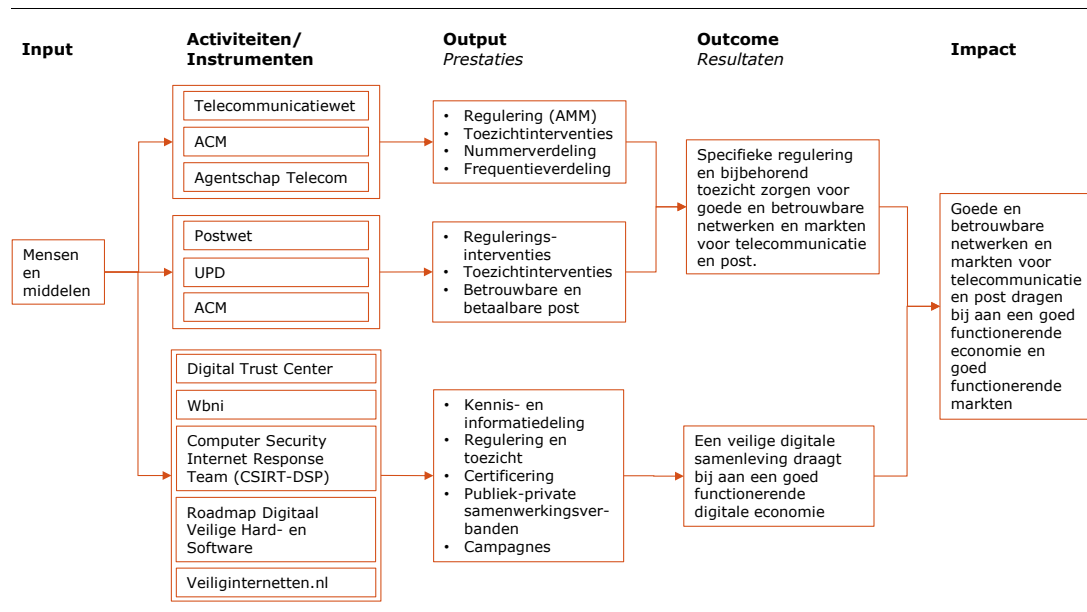 Input
Activiteiten/
Instrumenten
Output
Prestaties
Outcome
Resultaten
Impact
Mensen
en
middelen
Telecommunicatiewet
ACM
Agentschap Telecom
Postwet
UPD
ACM
Digital Trust Center
Wbni
Computer Security
Internet Response
Team (CSIRT-DSP)
Roadmap Digitaal
Veilige Hard- en
Software
Veiliginternetten.nl
• Regulering (AMM)
• Toezichtinterventies
• Nummerverdeling
• Frequentieverdeling
• Regulerings-
interventies
• Toezichtinterventies
• Betrouwbare en
betaalbare post
• Kennis- en
informatiedeling
• Regulering en
toezicht
• Certificering
• Publiek-private
samenwerkingsver-
banden
• Campagnes
Specifieke regulering
en bijbehorend
toezicht zorgen voor
goede en betrouwbare
netwerken en markten
voor telecommunicatie
en post.
Een veilige digitale
samenleving draagt
bij aan een goed
functionerende
digitale economie
Goede en
betrouwbare
netwerken en
markten voor
telecommunicatie
en post dragen
bij aan een goed
functionerende
economie en
goed
functionerende
markten